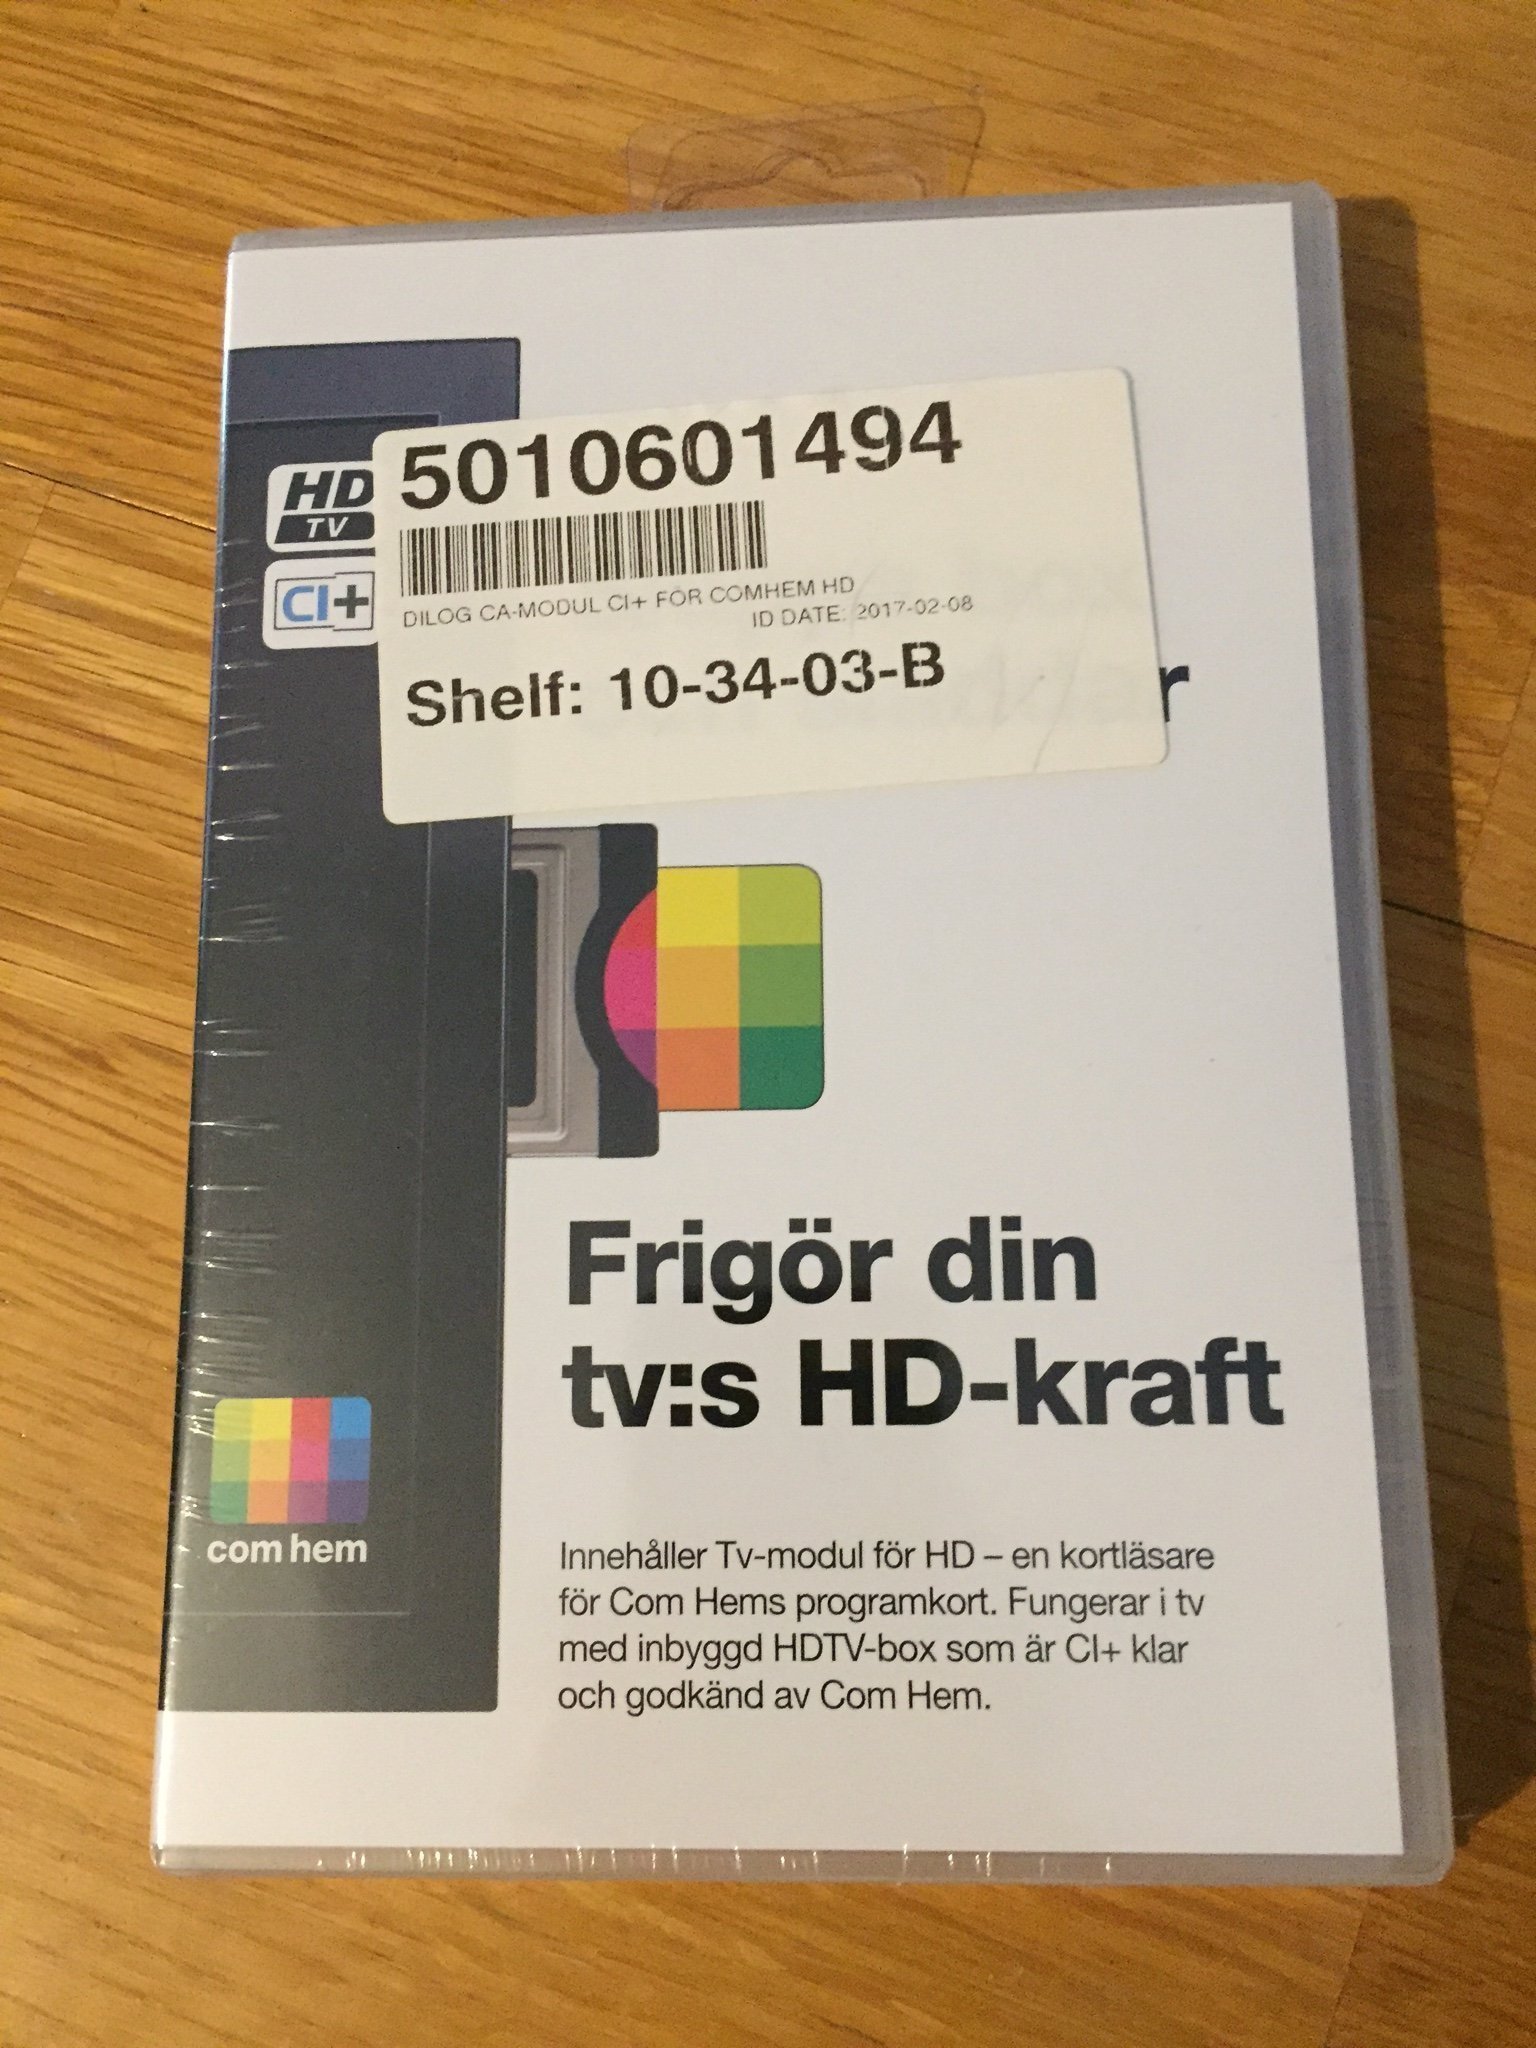 5010601494
HD
TV
CI+
DILOG CA-MODUL CI+ FÖR COMHEM HD
ID DATE: 2017-02-08
Shelf: 10-34-03-B
Frigör din
tv:s HD-kraft
com hem
Innehåller Tv-modul för HD – en kortläsare
för Com Hems programkort. Fungerar i tv
med inbyggd HDTV-box som är CI+ klar
och godkänd av Com Hem.